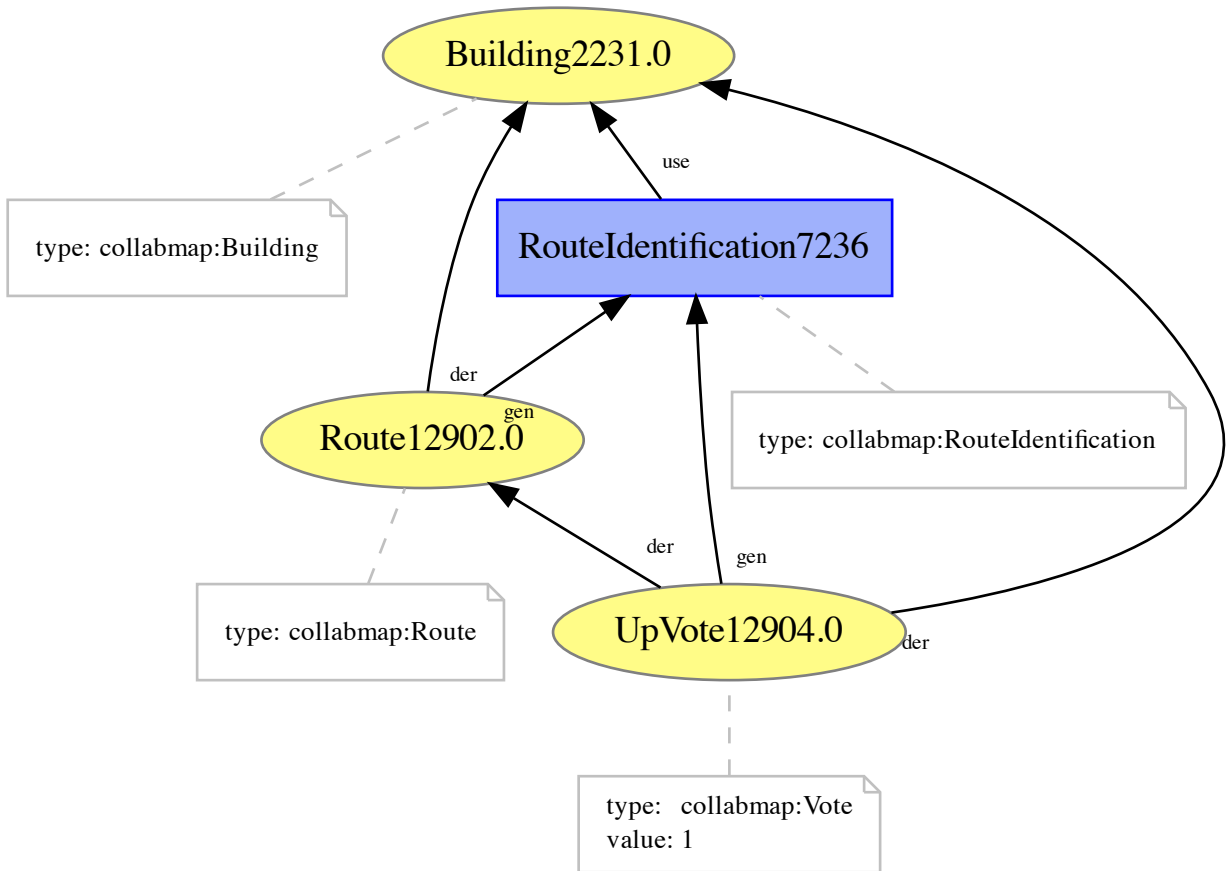 Building2231.0
use
type: collabmap:Building
RouteIdentification7236
der
gen
Route12902.0
type: collabmap:RouteIdentification
der
gen
type: collabmap:Route
UpVote12904.0
der
type: collabmap:Vote
value: 1